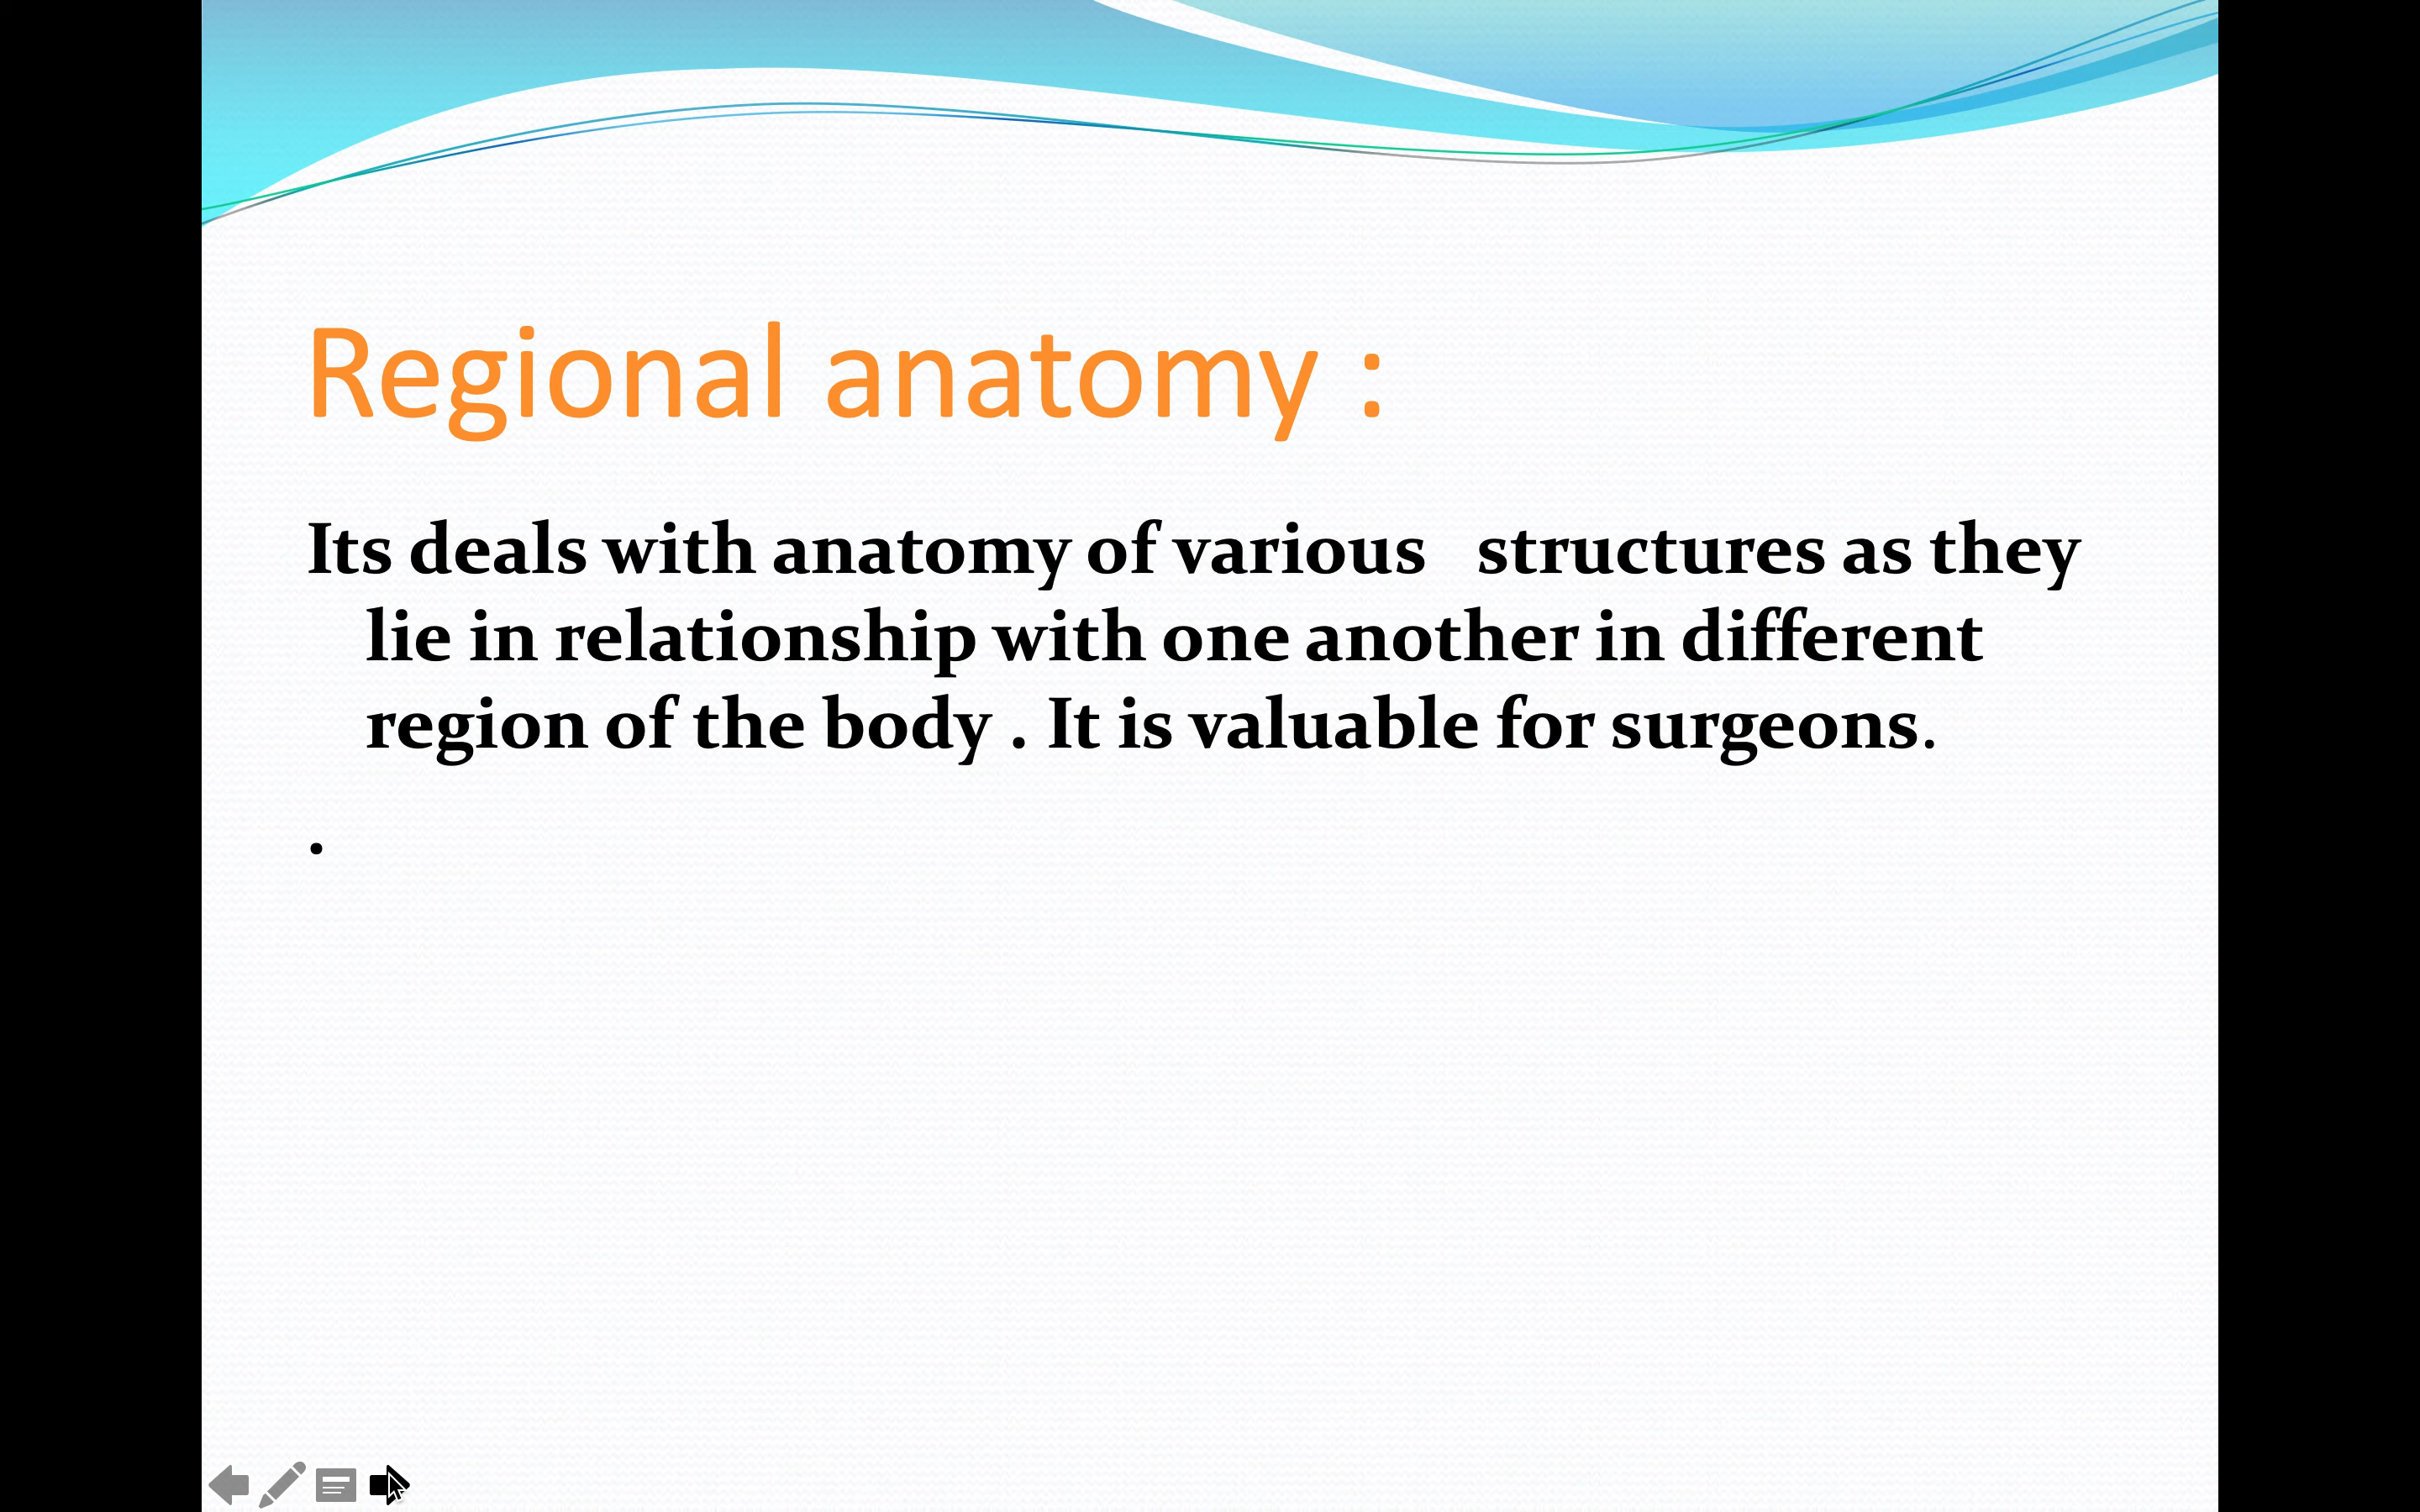 Regional anatomy :
Its deals with anatomy of various   structures as they
lie in relationship with one another in different
region of the body . It is valuable for surgeons.
.